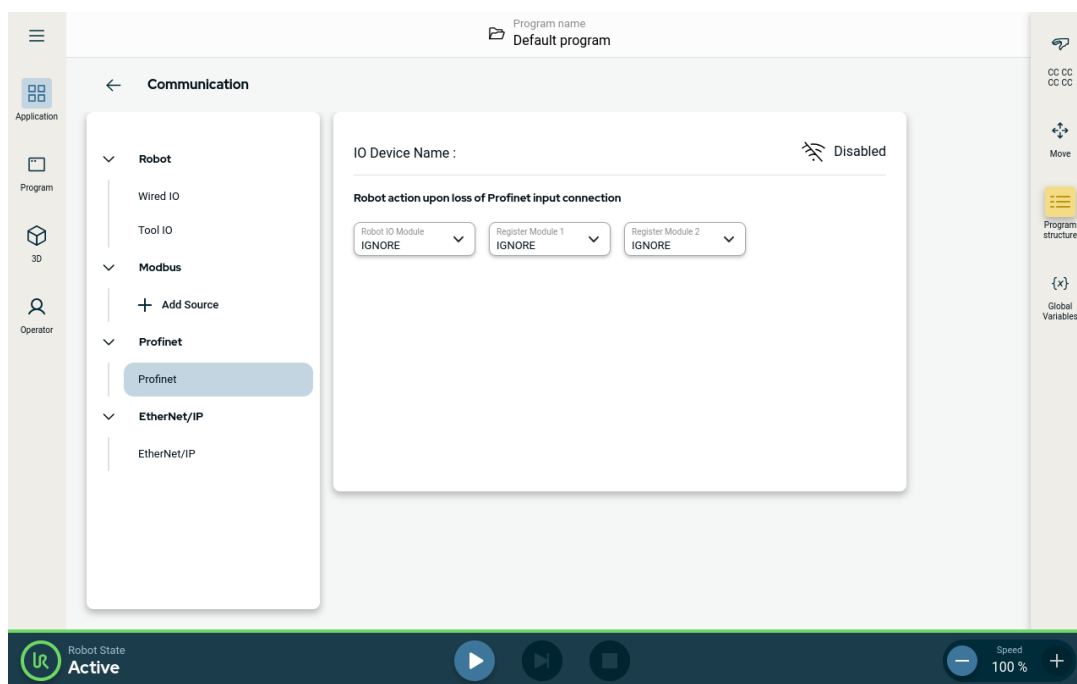 Program name
Default program
Application
Program
3D
Operator
Communication
Robot
Wired IO
Tool IO
Modbus
Add Source
Profinet
Profinet
EtherNet/IP
EtherNet/IP
IO Device Name :
Disabled
Robot action upon loss of Profinet input connection
Robot IO Module
IGNORE
Register Module 1
IGNORE
Register Module 2
IGNORE
CC CC
CC CC
Move
Program
structure
{x}
Global
Variables
UR
Robot State
Active
Speed
100 %